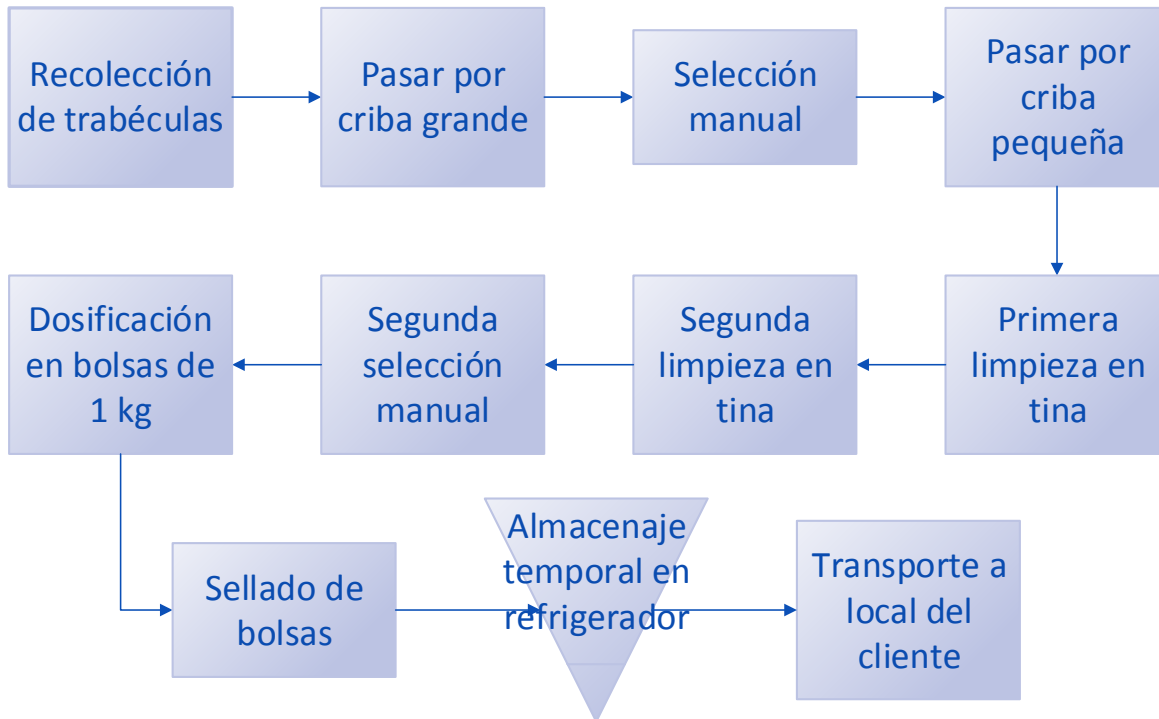 Recolección
de trabéculas
Pasar por
criba grande
Selección
manual
Pasar por
criba
pequeña
Primera
limpieza en
tina
Segunda
limpieza en
tina
Segunda
selección
manual
Dosificación
en bolsas de
1 kg
Sellado de
bolsas
Almacenaje
temporal en
refrigerador
Transporte a
local del
cliente